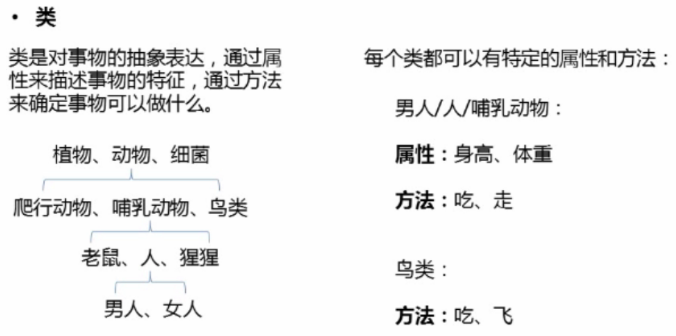 • 类
类是对事物的抽象表达，通过属
性来描述事物的特征，通过方法
来确定事物可以做什么。
植物、动物、细菌
爬行动物、哺乳动物、鸟类
老鼠、人、猩猩
男人、女人
每个类都可以有特定的属性和方法：
男人/人/哺乳动物：
属性：身高、体重
方法：吃、走
鸟类：
方法：吃、飞